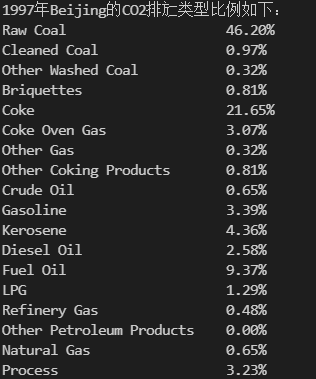 1997年Beijing的CO2排放类型比例如下：
Raw Coal 46.20%
Cleaned Coal 0.97%
Other Washed Coal 0.32%
Briquettes 0.81%
Coke 21.65%
Coke Oven Gas 3.07%
Other Gas 0.32%
Other Coking Products 0.81%
Crude Oil 0.65%
Gasoline 3.39%
Kerosene 4.36%
Diesel Oil 2.58%
Fuel Oil 9.37%
LPG 1.29%
Refinery Gas 0.48%
Other Petroleum Products 0.00%
Natural Gas 0.65%
Process 3.23%